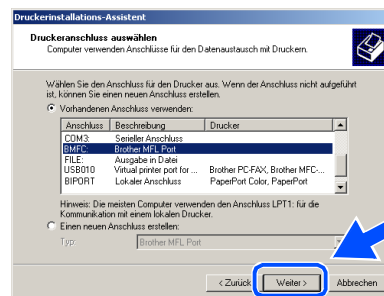 Druckerinstallations-Assistent
Druckeranschluss auswählen
Computer verwenden Anschlüsse für den Datenaustausch mit Druckern.
Wählen Sie den Anschluss für den Drucker aus. Wenn der Anschluss nicht aufgeführt
ist, können Sie einen neuen Anschluss erstellen.
Vorhandenen Anschluss verwenden:
Anschluss Beschreibung Drucker
COM3: Serieller Anschluss
BMFC: Brother MFL Port
FILE: Ausgabe in Datei
USB010 Virtual printer port for ... Brother PC-FAX, Brother MFC-...
BIPORT Lokaler Anschluss PaperPort Color, PaperPort
Hinweis: Die meisten Computer verwenden den Anschluss LPT1: für die
Kommunikation mit einem lokalen Drucker.
Einen neuen Anschluss erstellen:
Typ: Brother MFL Port
< Zurück Weiter > Abbrechen